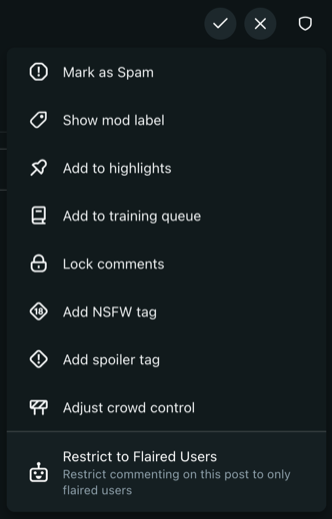 Mark as Spam
Show mod label
Add to highlights
Add to training queue
Lock comments
18
Add NSFW tag
Add spoiler tag
Adjust crowd control
Restrict to Flaired Users
Restrict commenting on this post to only
flaired users